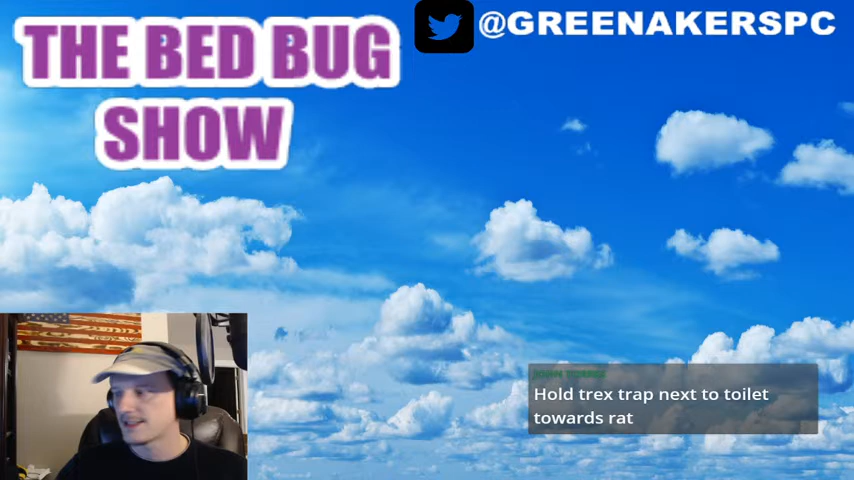 THE BED BUG
SHOW
@GREENAKERSPC
Hold trex trap next to toilet
towards rat